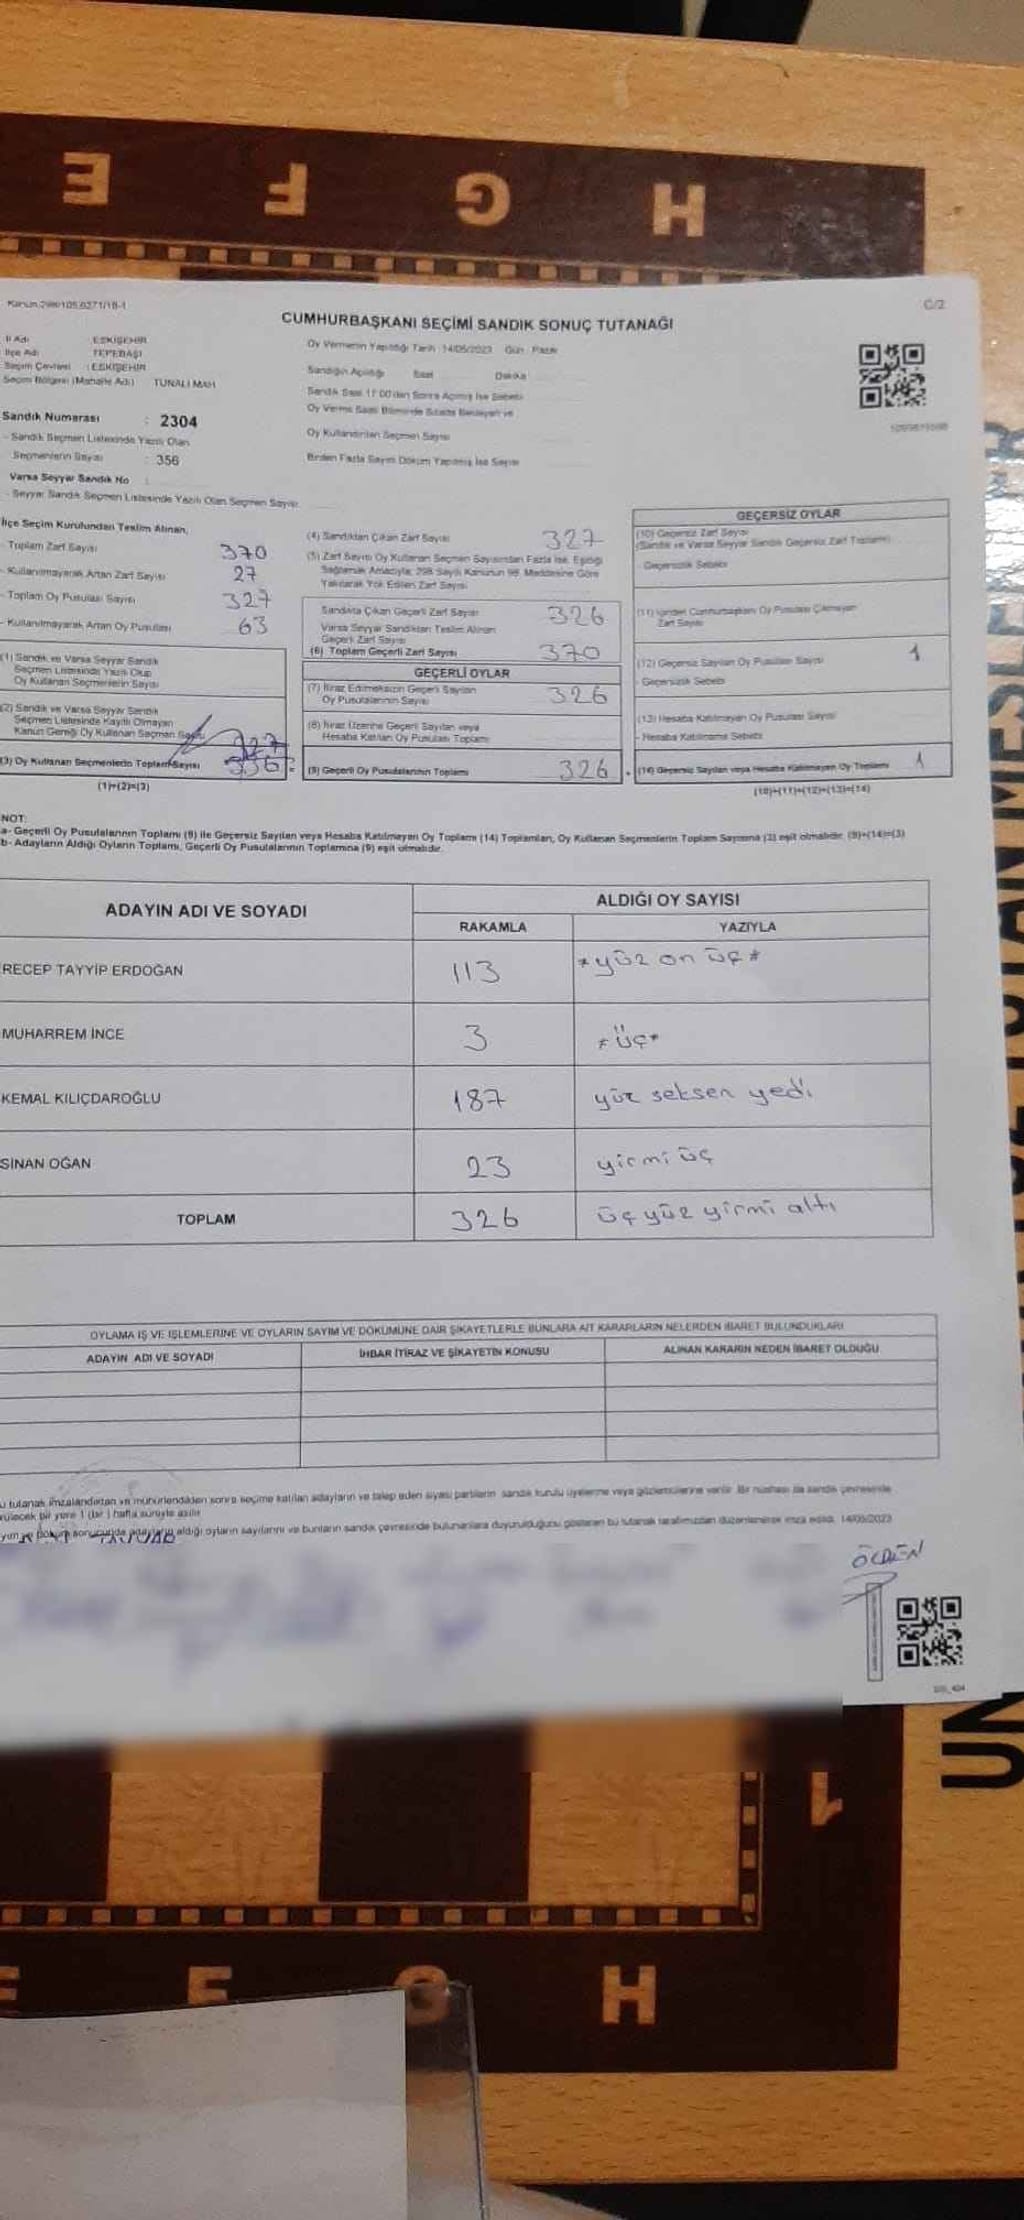 E F G H
Kanun:298/105,6271/18-1
C/2
CUMHURBAŞKANI SEÇİMİ SANDIK SONUÇ TUTANAĞI
İl Adı ESKİŞEHİR
İlçe Adı TEPEBAŞI
Seçim Çevresi : ESKİŞEHİR
Seçim Bölgesi (Mahalle Adı) TUNALI MAH
Oy Vermenin Yapıldığı Tarih : 14/05/2023 Gün : Pazar
Sandığın Açıldığı Saat Dakika
Sandık Saat 17:00'den Sonra Açılmış İse Sebebi
Oy Verme Saati Bitiminde Sırada Bekleyen ve
Oy Kullandırılan Seçmen Sayısı
Birden Fazla Sayım Döküm Yapılmış İse Sayısı
Sandık Numarası : 2304
- Sandık Seçmen Listesinde Yazılı Olan
Seçmenlerin Sayısı : 356
Varsa Seyyar Sandık No :
- Seyyar Sandık Seçmen Listesinde Yazılı Olan Seçmen Sayısı
İlçe Seçim Kurulundan Teslim Alınan,
- Toplam Zarf Sayısı 370
- Kullanılmayarak Artan Zarf Sayısı 27
- Toplam Oy Pusulası Sayısı 327
- Kullanılmayarak Artan Oy Pusulası 63
(1) Sandık ve Varsa Seyyar Sandık
Seçmen Listesinde Yazılı Olup
Oy Kullanan Seçmenlerin Sayısı
(2) Sandık ve Varsa Seyyar Sandık
Seçmen Listesinde Kayıtlı Olmayan
Kanun Gereği Oy Kullanan Seçmen Sayısı
327
(3) Oy Kullanan Seçmenlerin Toplam Sayısı 356
(1)+(2)=(3)
(4) Sandıktan Çıkan Zarf Sayısı 327
(5) Zarf Sayısı Oy Kullanan Seçmen Sayısından Fazla İse, Eşitliği
Sağlamak Amacıyla, 298 Sayılı Kanunun 98. Maddesine Göre
Yakılarak Yok Edilen Zarf Sayısı
Sandıkta Çıkan Geçerli Zarf Sayısı 326
Varsa Seyyar Sandıktan Teslim Alınan
Geçerli Zarf Sayısı
(6) Toplam Geçerli Zarf Sayısı 370
GEÇERLİ OYLAR
(7) İtiraz Edilmeksizin Geçerli Sayılan
Oy Pusulalarının Sayısı 326
(8) İtiraz Üzerine Geçerli Sayılan veya
Hesaba Katılan Oy Pusulası Toplamı
(9) Geçerli Oy Pusulalarının Toplamı 326
GEÇERSİZ OYLAR
(10) Geçersiz Zarf Sayısı
(Sandık ve Varsa Seyyar Sandık Geçersiz Zarf Toplamı)
- Geçersizlik Sebebi
(11) İçinden Cumhurbaşkanı Oy Pusulası Çıkmayan
Zarf Sayısı
(12) Geçersiz Sayılan Oy Pusulası Sayısı 1
- Geçersizlik Sebebi
(13) Hesaba Katılmayan Oy Pusulası Sayısı
- Hesaba Katılmama Sebebi
(14) Geçersiz Sayılan veya Hesaba Katılmayan Oy Toplamı 1
(10)+(11)+(12)+(13)=(14)
NOT:
a- Geçerli Oy Pusulalarının Toplamı (9) ile Geçersiz Sayılan veya Hesaba Katılmayan Oy Toplamı (14) Toplamları, Oy Kullanan Seçmenlerin Toplam Sayısına (3) eşit olmalıdır. (9)+(14)=(3)
b- Adayların Aldığı Oyların Toplamı, Geçerli Oy Pusulalarının Toplamına (9) eşit olmalıdır.
ADAYIN ADI VE SOYADI ALDIĞI OY SAYISI
RAKAMLA YAZIYLA
RECEP TAYYİP ERDOĞAN 113 *yüz on üç*
MUHARREM İNCE 3 *üç*
KEMAL KILIÇDAROĞLU 187 yüz seksen yedi
SİNAN OĞAN 23 yirmi üç
TOPLAM 326 üç yüz yirmi altı
OYLAMA İŞ VE İŞLEMLERİNE VE OYLARIN SAYIM VE DÖKÜMÜNE DAİR ŞİKAYETLERLE BUNLARA AİT KARARLARIN NELERDEN İBARET BULUNDUKLARI
ADAYIN ADI VE SOYADI İHBAR İTİRAZ VE ŞİKAYETİN KONUSU ALINAN KARARIN NEDEN İBARET OLDUĞU
u tutanak imzalandıktan ve mühürlendikten sonra seçime katılan adayların ve talep eden siyasi partilerin sandık kurulu üyelerine veya gözlemcilerine verilir. Bir nüshası da sandık çevresinde
rülecek bir yere 1 (bir) hafta süreyle asılır.
yım ve döküm sonucunda adayların aldığı oyların sayılarını ve bunların sandık çevresinde bulunanlara duyurulduğunu gösteren bu tutanak tarafımızdan düzenlenerek imza edildi. 14/05/2023
1
UN
F G H